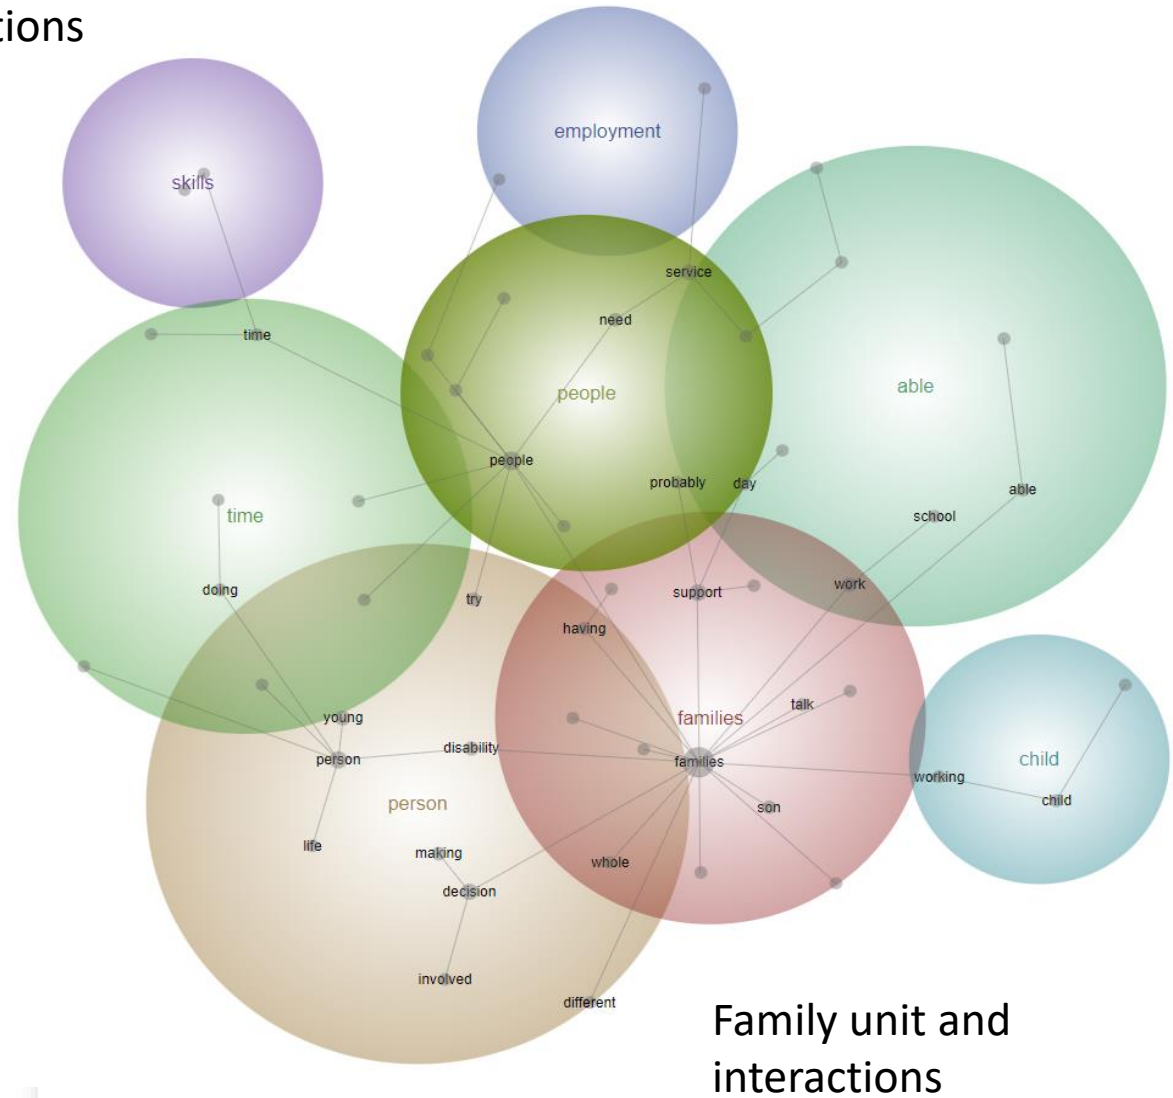 tions
employment
skills
service
need
time
people
able
people
probably
day
able
school
time
doing
try
support
work
having
young
talk
families
disability
person
families
child
working
person
child
son
life
making
whole
decision
involved
different
Family unit and
interactions